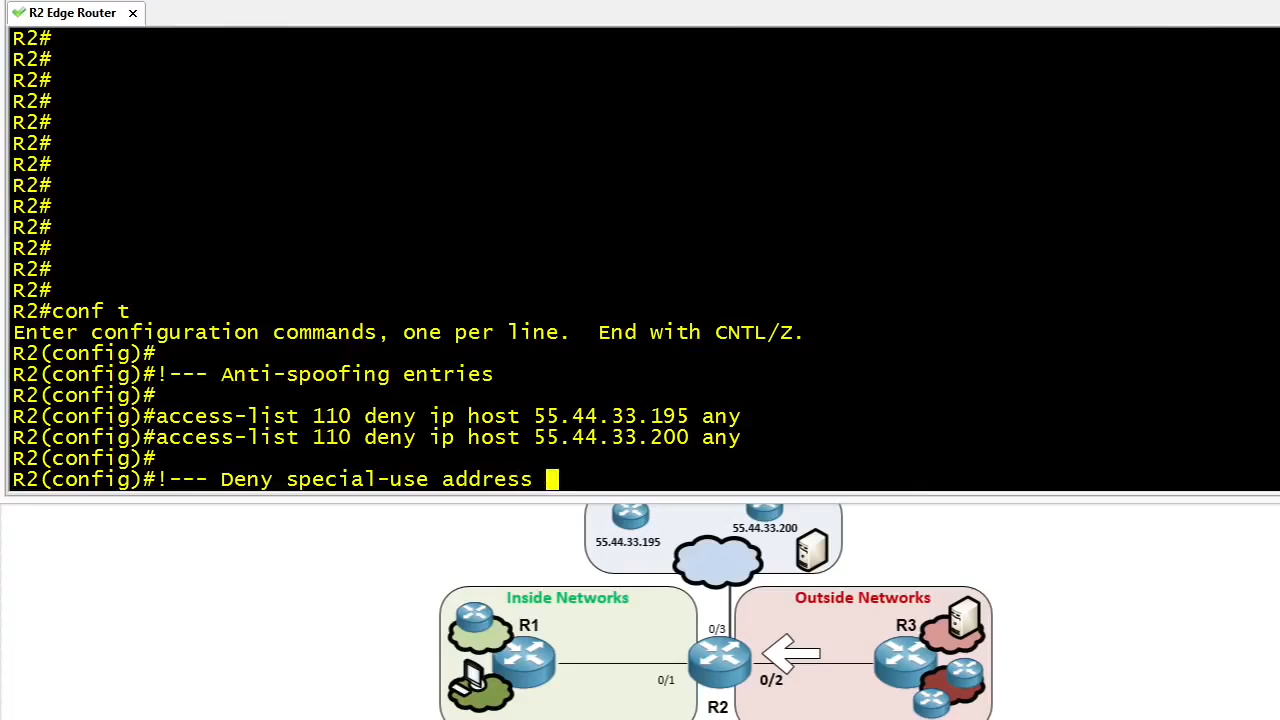 R2 Edge Router ×
R2#
R2#
R2#
R2#
R2#
R2#
R2#
R2#
R2#
R2#
R2#
R2#
R2#
R2#conf t
Enter configuration commands, one per line.  End with CNTL/Z.
R2(config)#
R2(config)#!--- Anti-spoofing entries
R2(config)#
R2(config)#access-list 110 deny ip host 55.44.33.195 any
R2(config)#access-list 110 deny ip host 55.44.33.200 any
R2(config)#
R2(config)#!--- Deny special-use address
55.44.33.195
55.44.33.200
Inside Networks
Outside Networks
R1
0/3
R3
0/1
0/2
R2